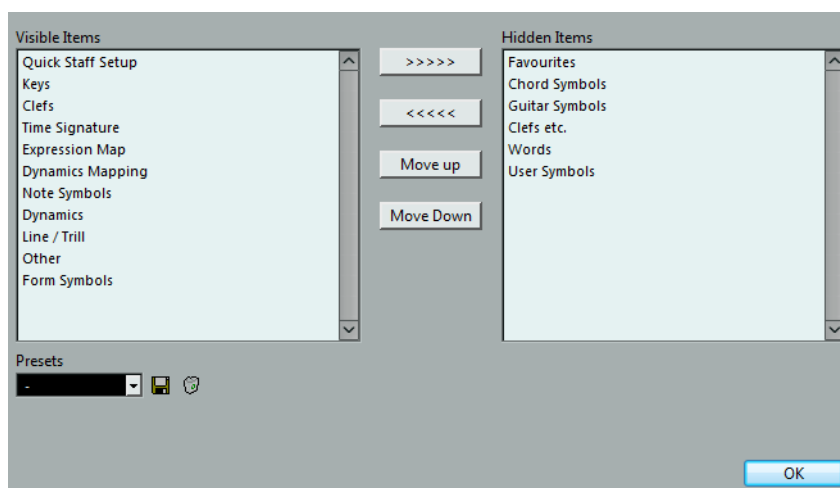 Visible Items
Quick Staff Setup
Keys
Clefs
Time Signature
Expression Map
Dynamics Mapping
Note Symbols
Dynamics
Line / Trill
Other
Form Symbols
>>>>>
<<<<<
Move up
Move Down
Hidden Items
Favourites
Chord Symbols
Guitar Symbols
Clefs etc.
Words
User Symbols
Presets
-
OK